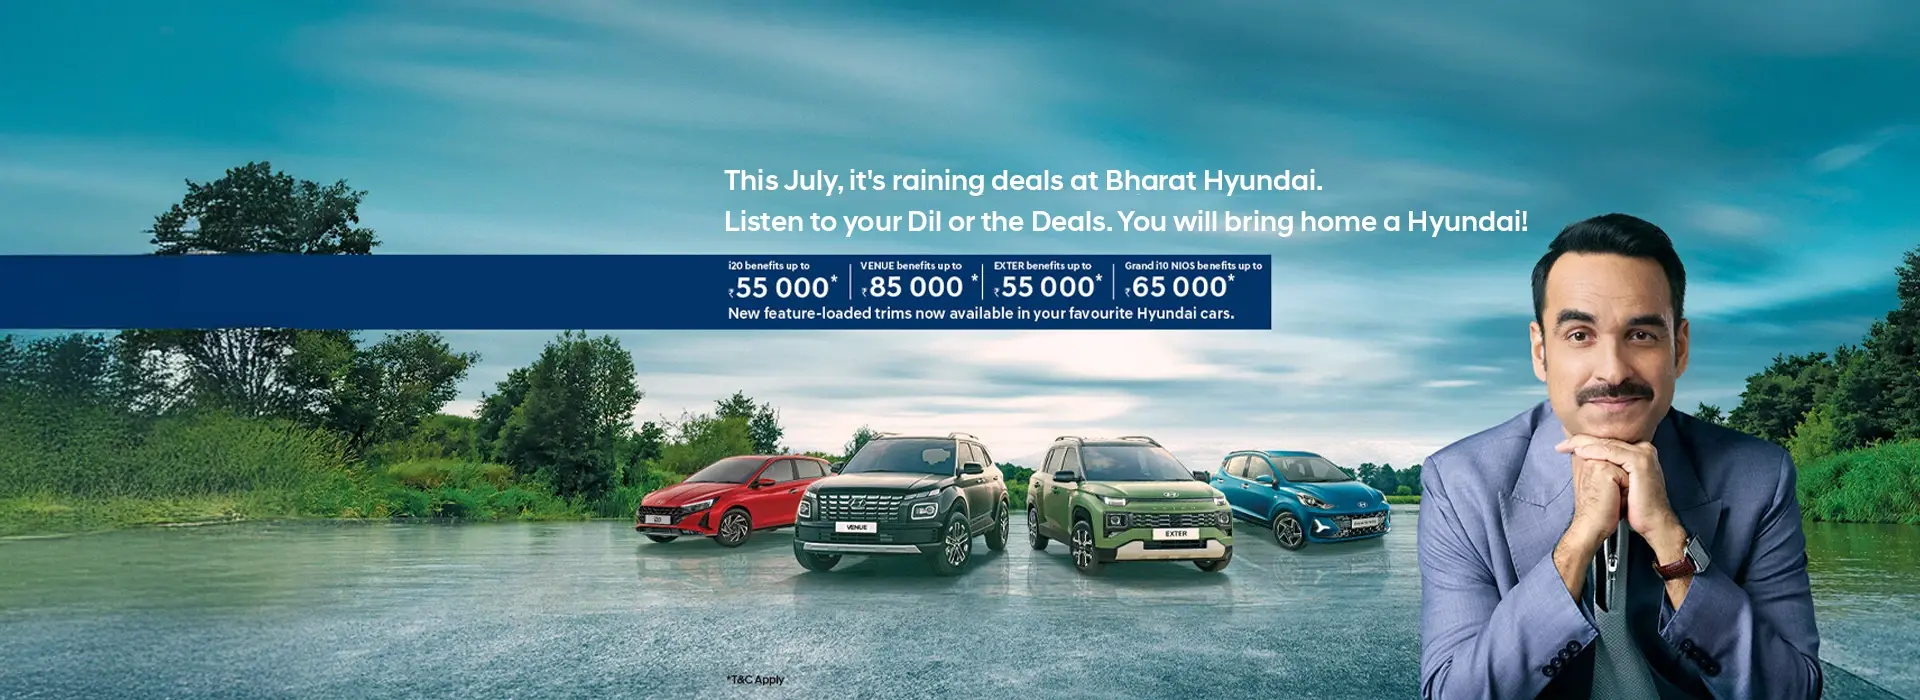 This July, it's raining deals at Bharat Hyundai.
Listen to your Dil or the Deals. You will bring home a Hyundai!
i20 benefits up to
₹55 000*
VENUE benefits up to
₹85 000 *
EXTER benefits up to
₹55 000*
Grand i10 NIOS benefits up to
₹65 000*
New feature-loaded trims now available in your favourite Hyundai cars.
i20
VENUE
EXTER
*T&C Apply